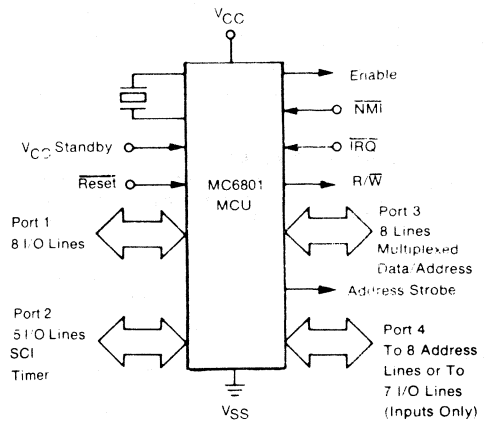 VCC
Enable
NMI
VCC Standby
IRQ
Reset
R/W
MC6801
MCU
Port 1
8 I/O Lines
Port 3
8 Lines
Multiplexed
Data/Address
Address Strobe
Port 2
5 I/O Lines
SCI
Timer
Port 4
To 8 Address
Lines or To
7 I/O Lines
(Inputs Only)
VSS